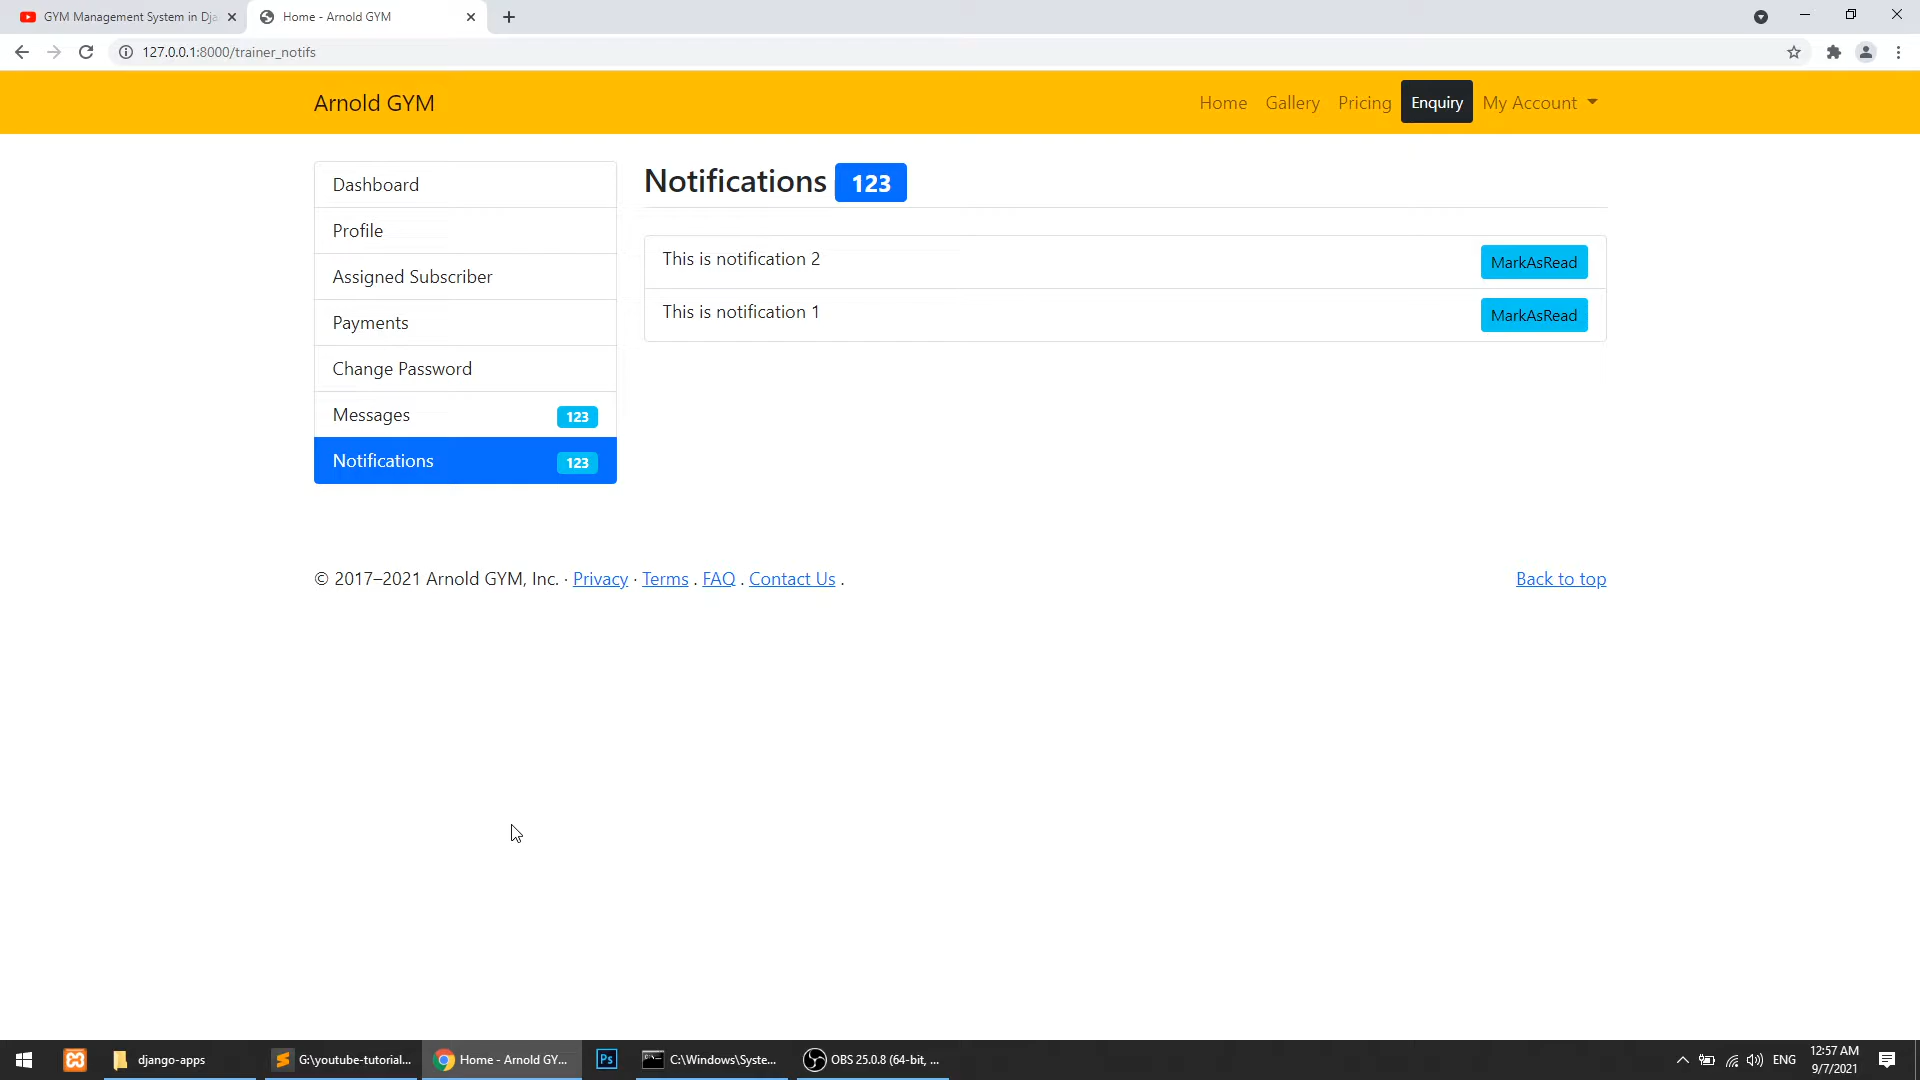 GYM Management System in Dja
Home - Arnold GYM
127.0.0.1:8000/trainer_notifs
Arnold GYM
Home
Gallery
Pricing
Enquiry
My Account
Dashboard
Profile
Assigned Subscriber
Payments
Change Password
Messages 123
Notifications 123
Notifications 123
This is notification 2 MarkAsRead
This is notification 1 MarkAsRead
© 2017–2021 Arnold GYM, Inc. · Privacy · Terms . FAQ . Contact Us .
Back to top
django-apps
G:\youtube-tutorial...
Home - Arnold GY...
Ps
C:\Windows\Syste...
OBS 25.0.8 (64-bit, ...
ENG
12:57 AM
9/7/2021